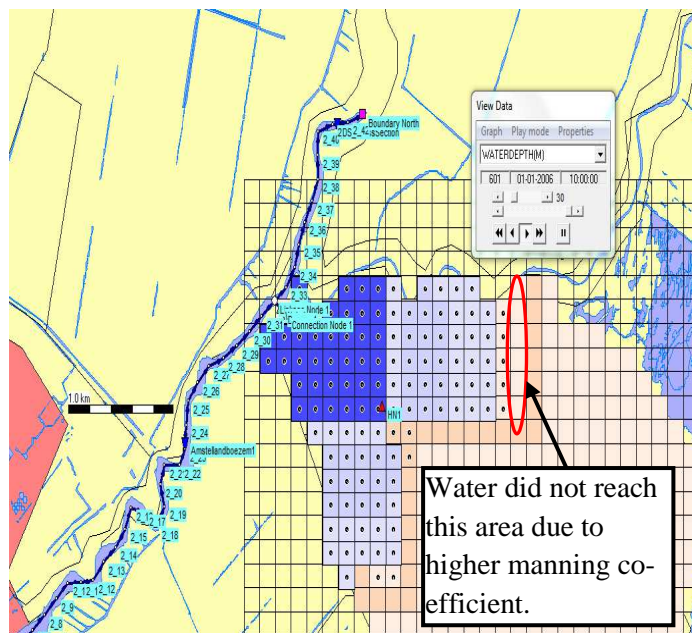 Boundary North
2_40
2DS
2_42
2_39
2_38
2_37
2_36
2_35
2_34
2_33
Connection Node 1
2_31
2_30
2_29
2_27
2_26
2_25
2_24
Amstellandboezem1
2_22
2_20
2_19
2_17
2_18
2_15
2_14
2_13
2_12
2_9
2_8
1.0 km
HN1
View Data
Graph Play mode Properties
WATERDEPTH(M)
601 01-01-2006 10:00:00
30
Water did not reach
this area due to
higher manning co-
efficient.